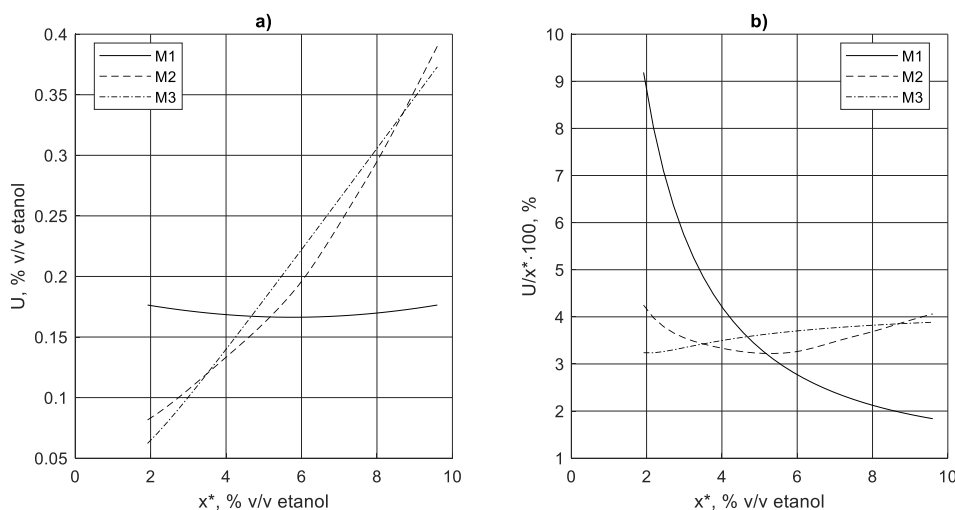 a)
0.4
0.35
0.3
0.25
0.2
0.15
0.1
0.05
0 2 4 6 8 10
U, % v/v etanol
x*, % v/v etanol
M1
M2
M3
b)
10
9
8
7
6
5
4
3
2
1
0 2 4 6 8 10
U/x*·100, %
x*, % v/v etanol
M1
M2
M3